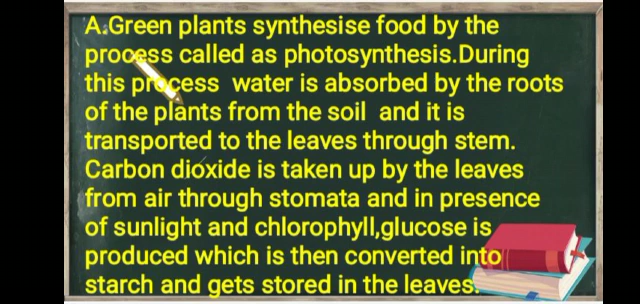 A.Green plants synthesise food by the
process called as photosynthesis.During
this process water is absorbed by the roots
of the plants from the soil and it is
transported to the leaves through stem.
Carbon dioxide is taken up by the leaves
from air through stomata and in presence
of sunlight and chlorophyll,glucose is
produced which is then converted into
starch and gets stored in the leaves.